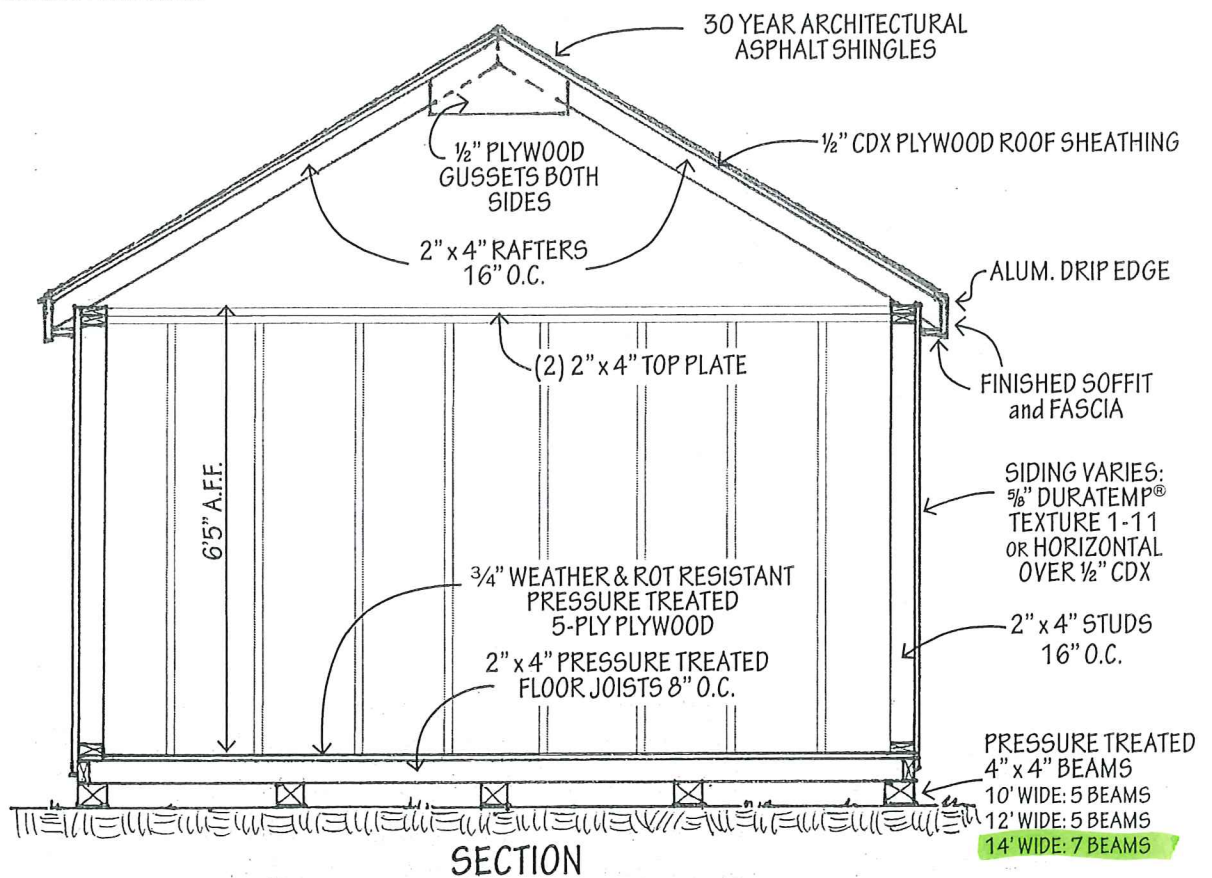 30 YEAR ARCHITECTURAL
ASPHALT SHINGLES
½" CDX PLYWOOD ROOF SHEATHING
½" PLYWOOD
GUSSETS BOTH
SIDES
2" x 4" RAFTERS
16" O.C.
ALUM. DRIP EDGE
(2) 2" x 4" TOP PLATE
FINISHED SOFFIT
and FASCIA
6'5" A.F.F.
SIDING VARIES:
⅝" DURATEMP®
TEXTURE 1-11
OR HORIZONTAL
OVER ½" CDX
¾" WEATHER & ROT RESISTANT
PRESSURE TREATED
5-PLY PLYWOOD
2" x 4" STUDS
16" O.C.
2" x 4" PRESSURE TREATED
FLOOR JOISTS 8" O.C.
PRESSURE TREATED
4" x 4" BEAMS
10' WIDE: 5 BEAMS
12' WIDE: 5 BEAMS
14' WIDE: 7 BEAMS
SECTION